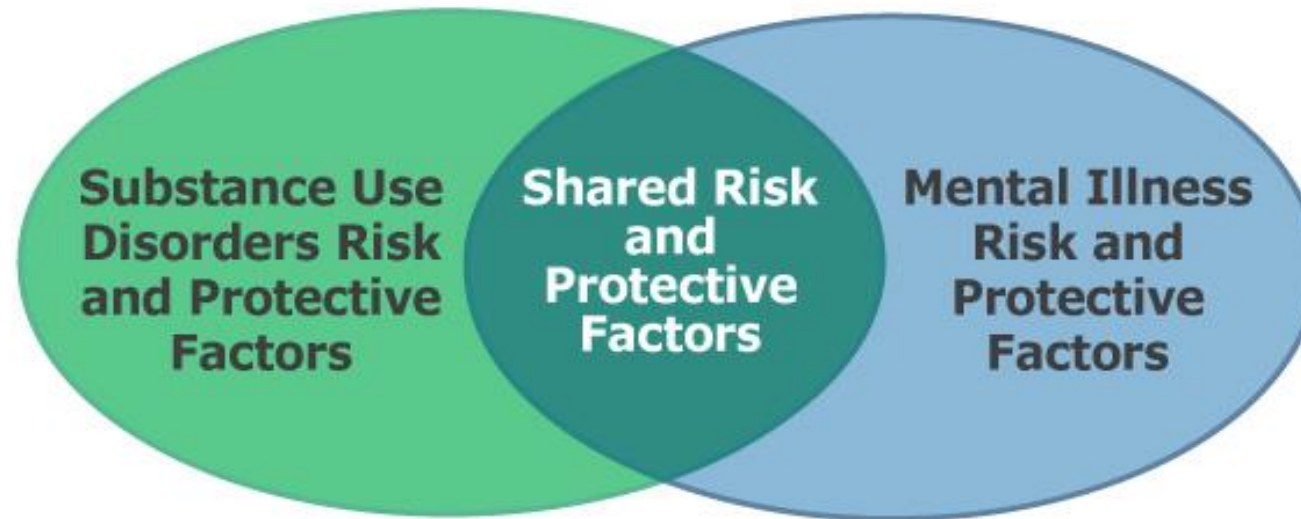 Substance Use
Disorders Risk
and Protective
Factors
Shared Risk
and
Protective
Factors
Mental Illness
Risk and
Protective
Factors